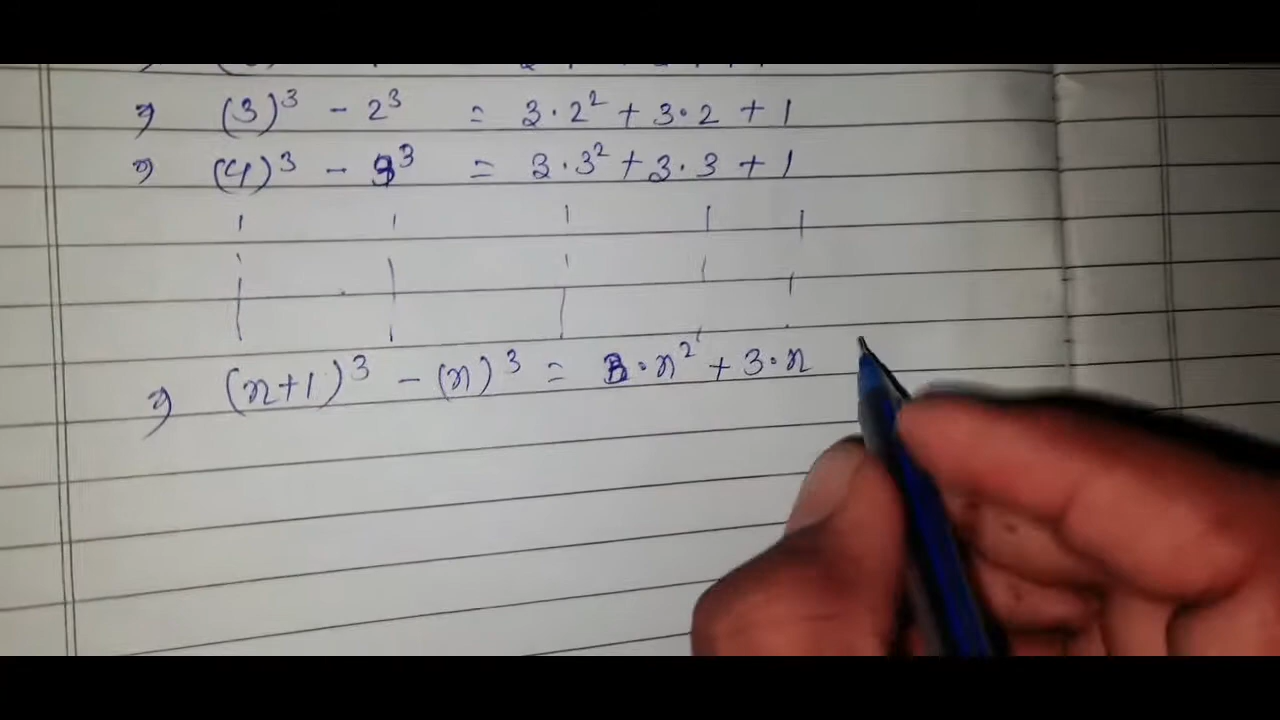 ⇒ (3)³ - 2³ = 3·2² + 3·2 + 1
⇒ (4)³ - 3³ = 3·3² + 3·3 + 1
⇒ (n+1)³ - (n)³ = 3·n² + 3·n